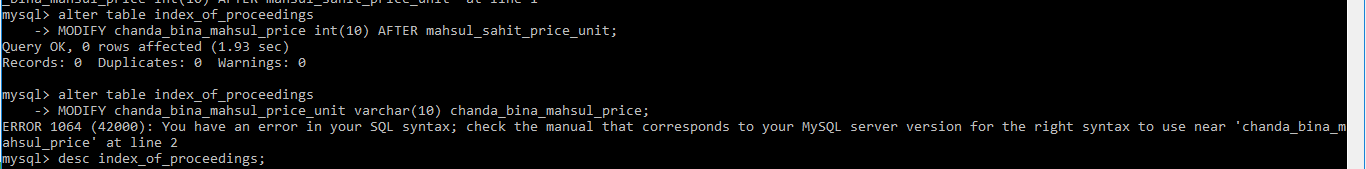 _bina_mahsul_price int(10) AFTER mahsul_sahit_price_unit' at line 1
mysql> alter table index_of_proceedings
    -> MODIFY chanda_bina_mahsul_price int(10) AFTER mahsul_sahit_price_unit;
Query OK, 0 rows affected (1.93 sec)
Records: 0  Duplicates: 0  Warnings: 0

mysql> alter table index_of_proceedings
    -> MODIFY chanda_bina_mahsul_price_unit varchar(10) chanda_bina_mahsul_price;
ERROR 1064 (42000): You have an error in your SQL syntax; check the manual that corresponds to your MySQL server version for the right syntax to use near 'chanda_bina_m
ahsul_price' at line 2
mysql> desc index_of_proceedings;